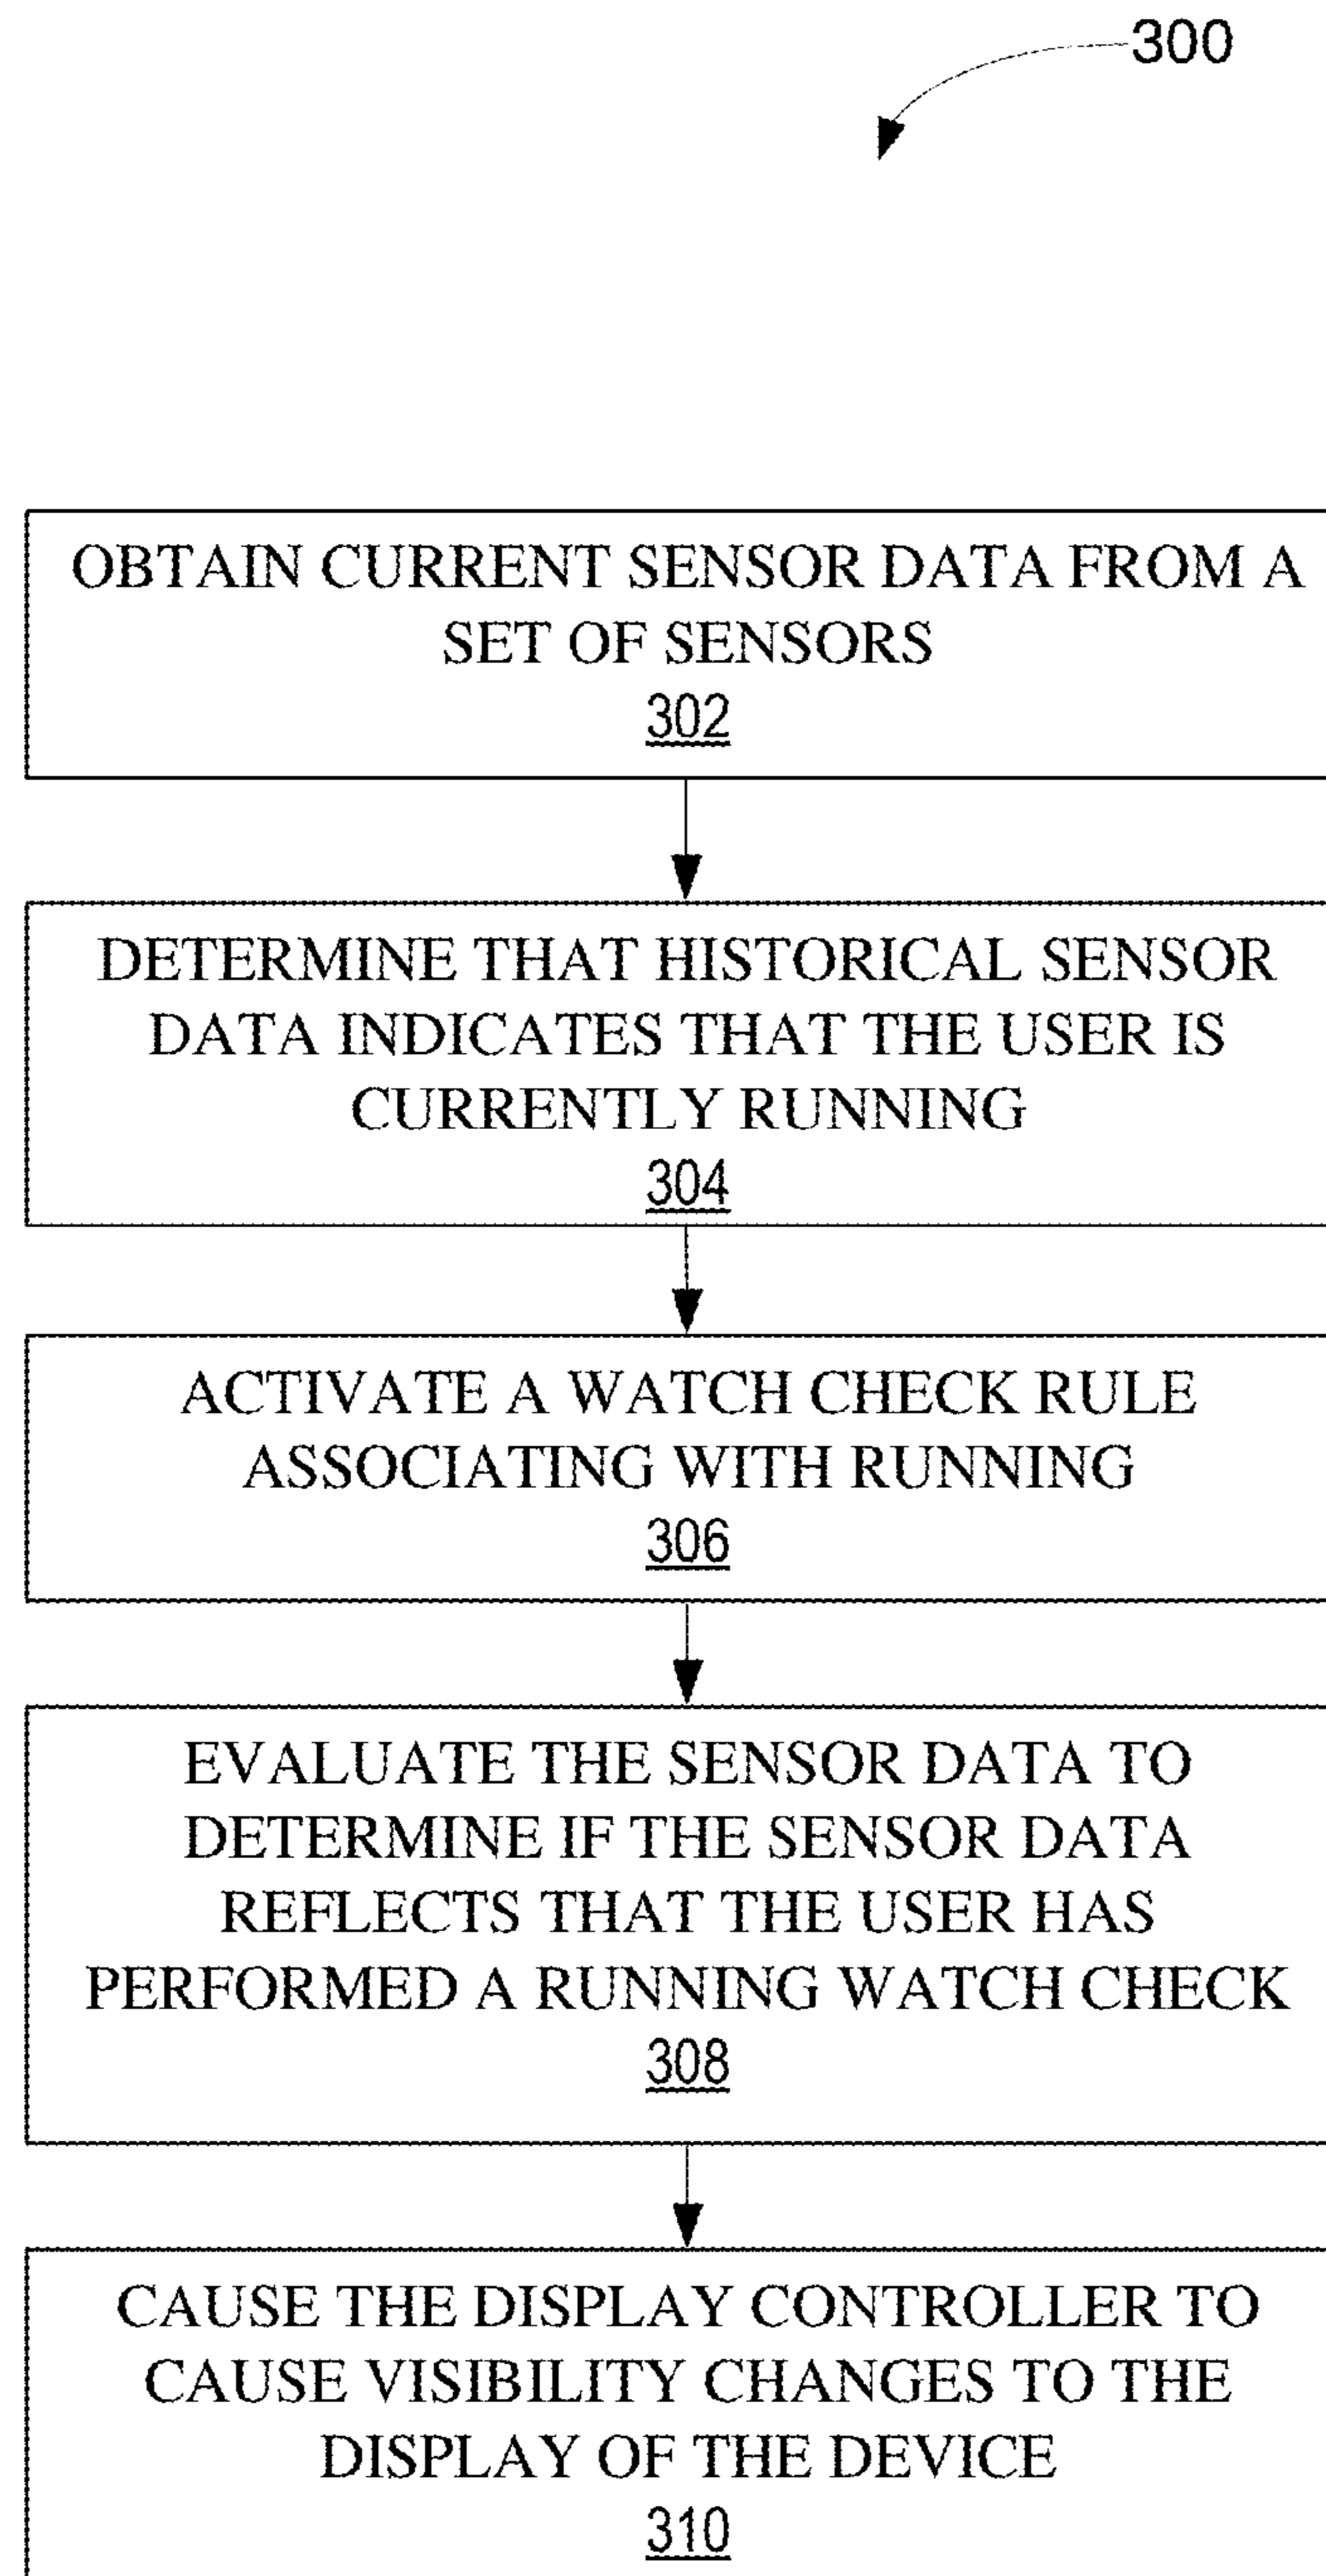 300
OBTAIN CURRENT SENSOR DATA FROM A
SET OF SENSORS
302
DETERMINE THAT HISTORICAL SENSOR
DATA INDICATES THAT THE USER IS
CURRENTLY RUNNING
304
ACTIVATE A WATCH CHECK RULE
ASSOCIATING WITH RUNNING
306
EVALUATE THE SENSOR DATA TO
DETERMINE IF THE SENSOR DATA
REFLECTS THAT THE USER HAS
PERFORMED A RUNNING WATCH CHECK
308
CAUSE THE DISPLAY CONTROLLER TO
CAUSE VISIBILITY CHANGES TO THE
DISPLAY OF THE DEVICE
310